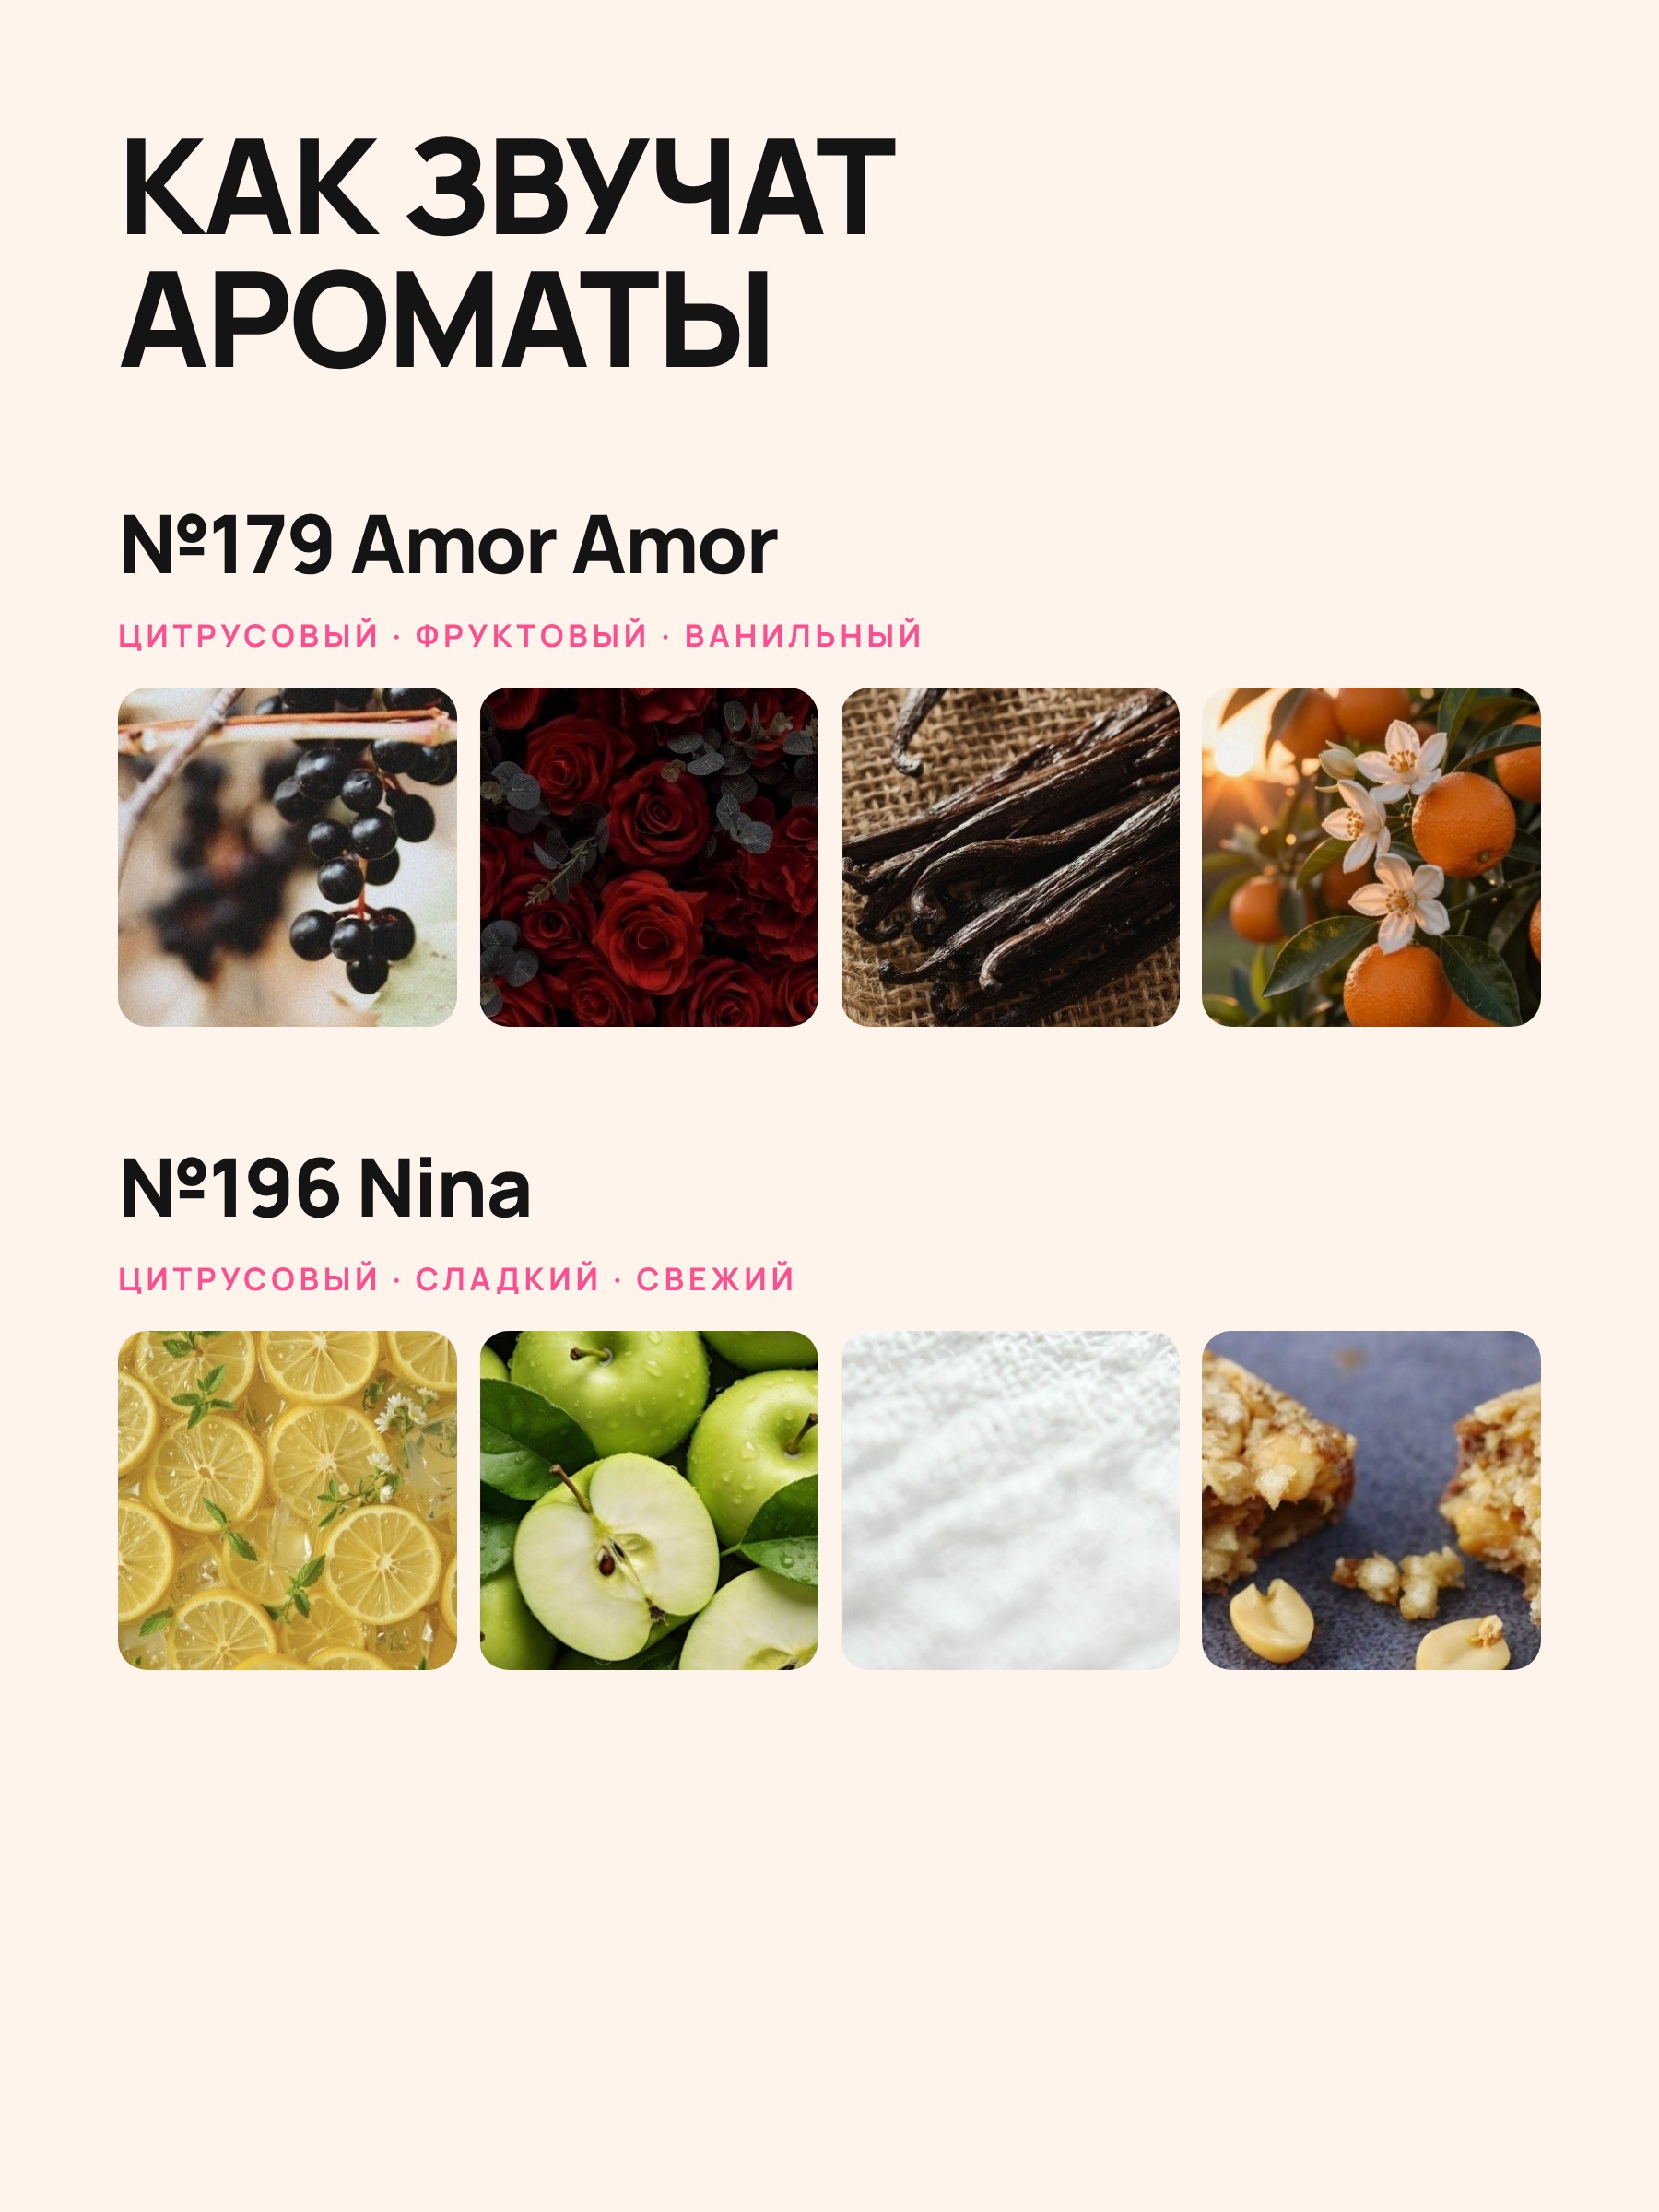 КАК ЗВУЧАТ
АРОМАТЫ
№179 Amor Amor
ЦИТРУСОВЫЙ · ФРУКТОВЫЙ · ВАНИЛЬНЫЙ
№196 Nina
ЦИТРУСОВЫЙ · СЛАДКИЙ · СВЕЖИЙ